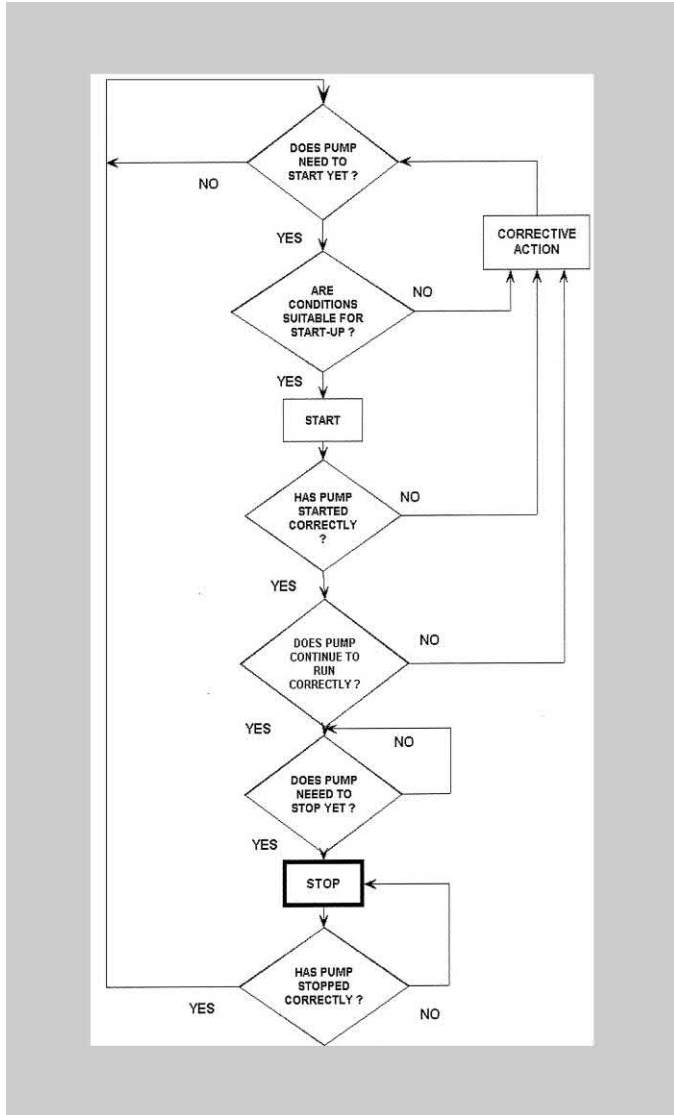 DOES PUMP
NEED TO
START YET ?
NO
YES
CORRECTIVE
ACTION
ARE
CONDITIONS
SUITABLE FOR
START-UP ?
NO
YES
START
HAS PUMP
STARTED
CORRECTLY
?
NO
YES
DOES PUMP
CONTINUE TO
RUN
CORRECTLY ?
NO
YES
NO
DOES PUMP
NEEED TO
STOP YET ?
YES
STOP
HAS PUMP
STOPPED
CORRECTLY ?
YES
NO